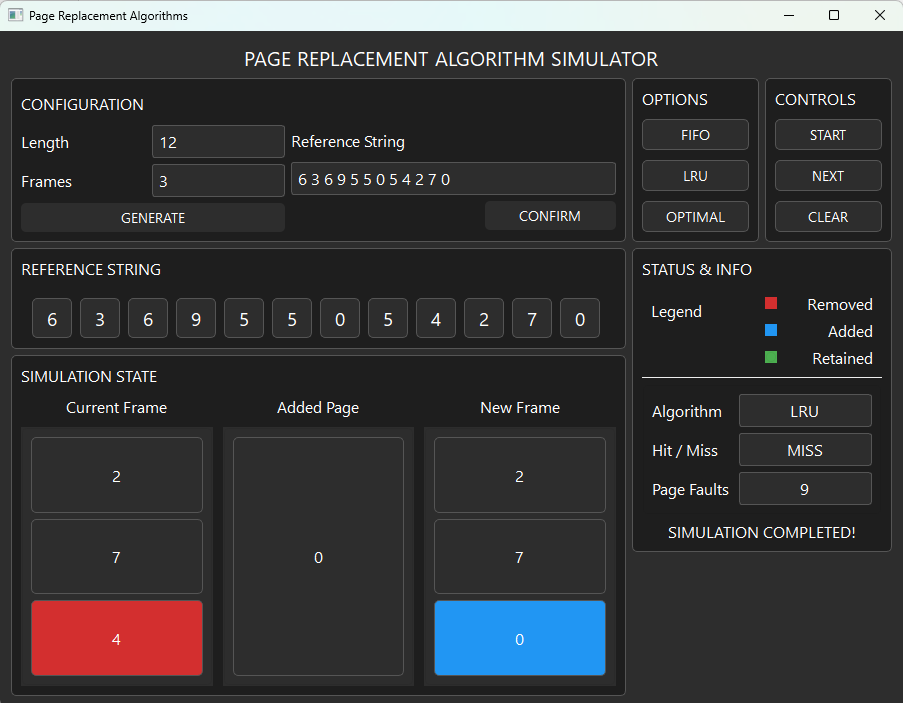 Page Replacement Algorithms
PAGE REPLACEMENT ALGORITHM SIMULATOR
CONFIGURATION
Length 12 Reference String
Frames 3 6 3 6 9 5 5 0 5 4 2 7 0
GENERATE CONFIRM
OPTIONS
FIFO
LRU
OPTIMAL
CONTROLS
START
NEXT
CLEAR
REFERENCE STRING
6 3 6 9 5 5 0 5 4 2 7 0
SIMULATION STATE
Current Frame Added Page New Frame
2 2
7 0 7
4 0
STATUS & INFO
Legend Removed
Added
Retained
Algorithm LRU
Hit / Miss MISS
Page Faults 9
SIMULATION COMPLETED!